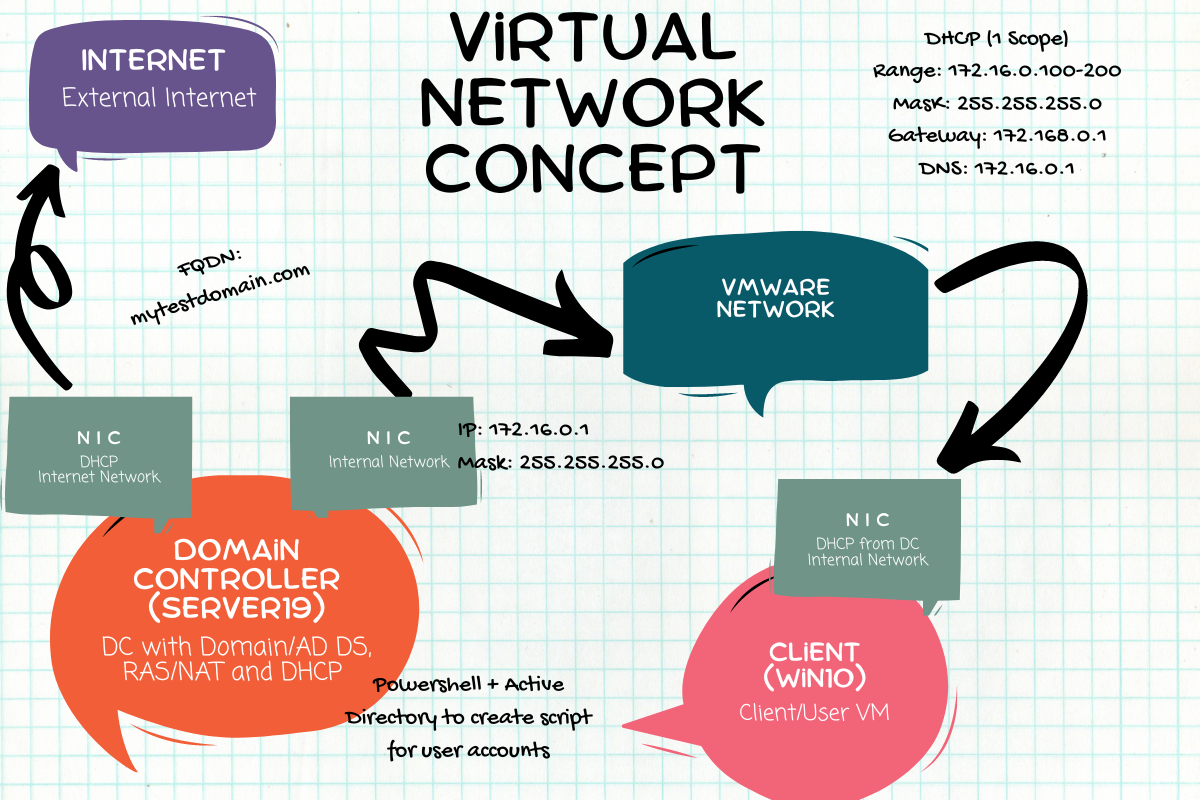 INTERNET
External Internet
ViRTUAL
NETWORK
CONCEPT
DHCP (1 Scope)
Range: 172.16.0.100-200
Mask: 255.255.255.0
Gateway: 172.168.0.1
DNS: 172.16.0.1
FQDN:
mytestdomain.com
VMWARE
NETWORK
NIC
DHCP
Internet Network
NIC
Internal Network
IP: 172.16.0.1
Mask: 255.255.255.0
NIC
DHCP from DC
Internal Network
DOMAiN
CONTROLLER
(SERVER19)
DC with Domain/AD DS,
RAS/NAT and DHCP
Powershell + Active
Directory to create script
for user accounts
CLiENT
(WiN10)
Client/User VM